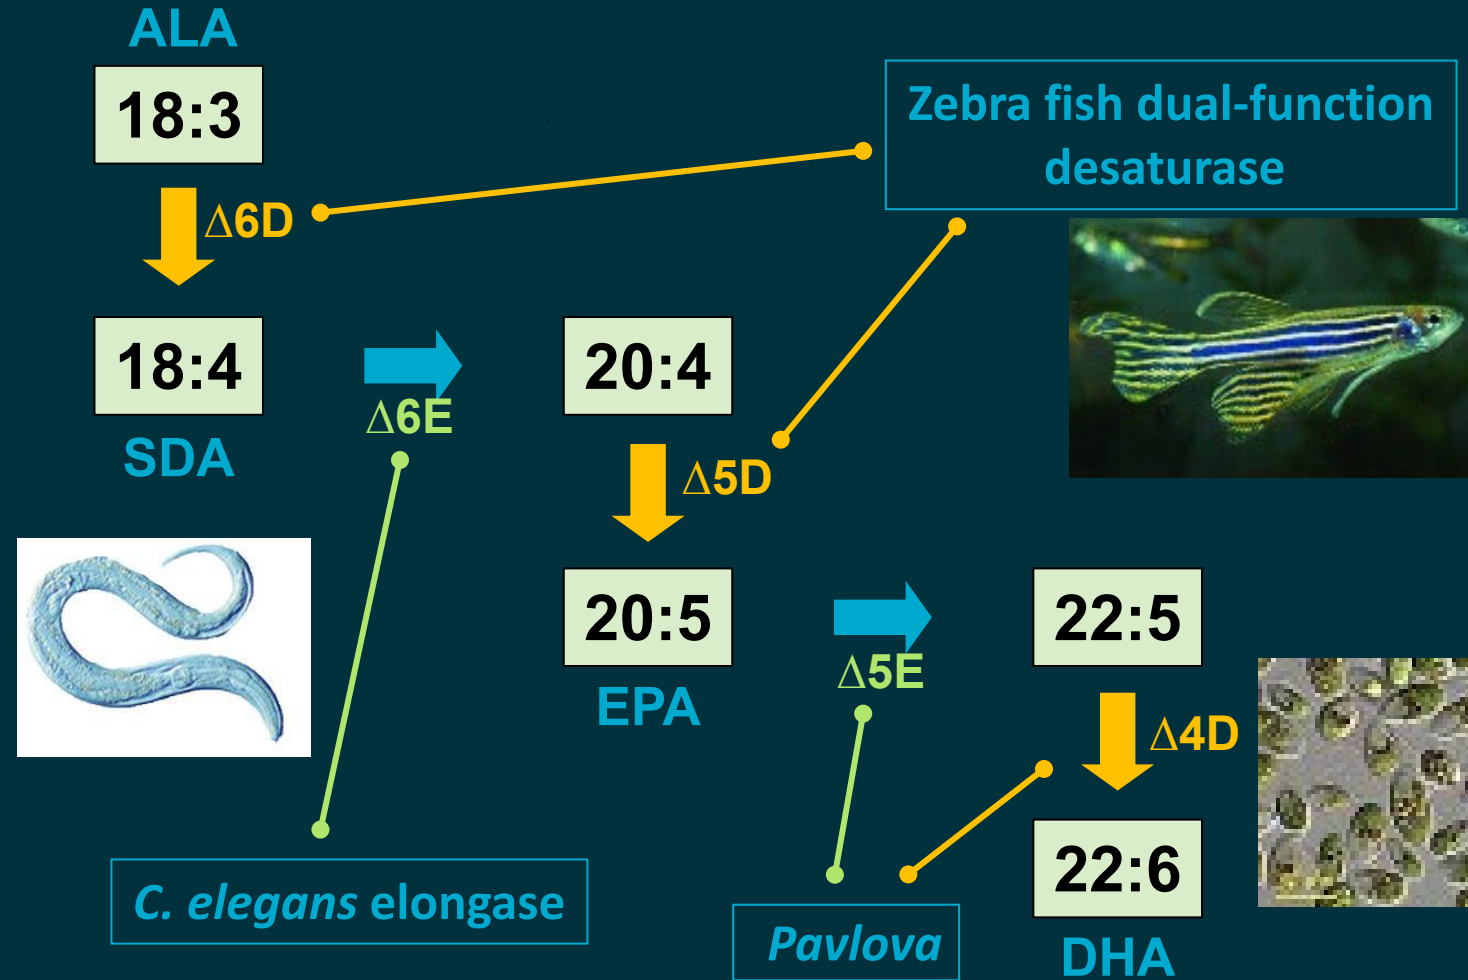 ALA
18:3
Zebra fish dual-function
desaturase
Δ6D
18:4
20:4
Δ6E
SDA
Δ5D
20:5
22:5
Δ5E
EPA
Δ4D
22:6
C. elegans elongase
Pavlova
DHA